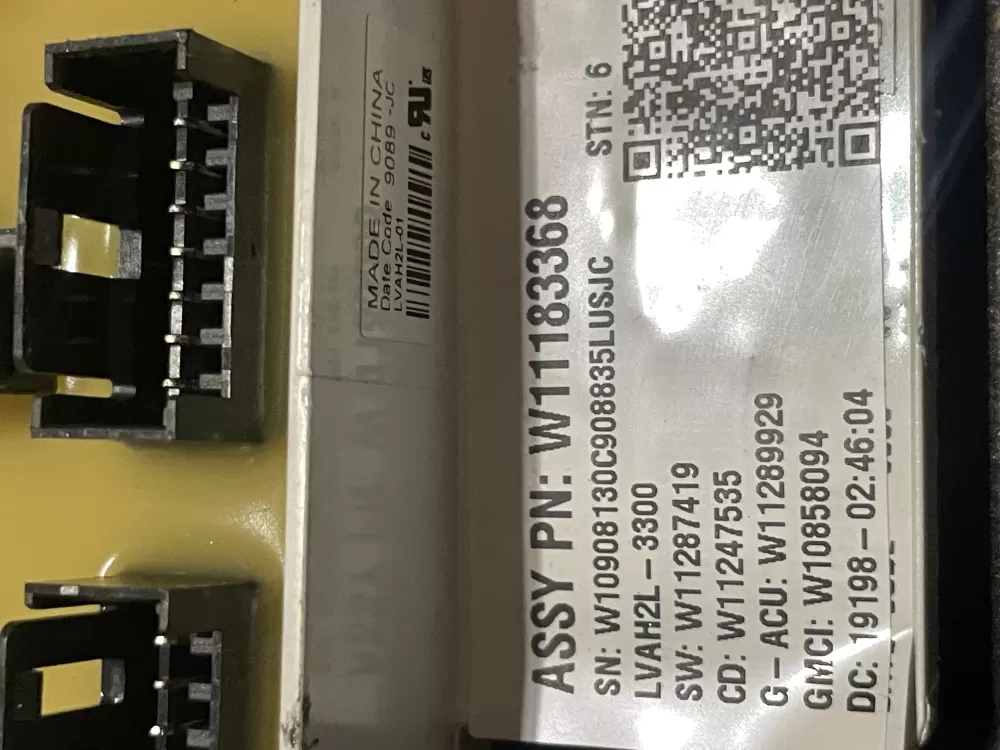 MADE IN CHINA
Date Code 9089 -JC
LVAH2L-01
ASSY PN: W11183368
SN: W10908130C908835LUSJC STN: 6
LVAH2L-3300
SW: W11287419
CD: W11247535
G-ACU: W11289929
GMCI: W10858094
DC: 19198-02:46:04